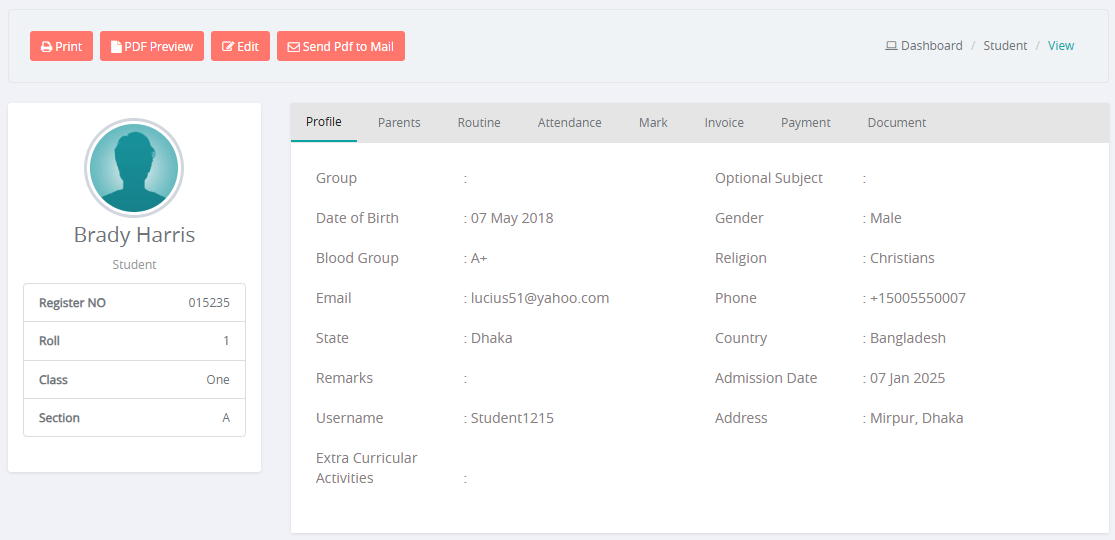 Print PDF Preview Edit Send Pdf to Mail
Dashboard / Student / View
Brady Harris
Student
Register NO 015235
Roll 1
Class One
Section A
Profile Parents Routine Attendance Mark Invoice Payment Document
Group : Optional Subject :
Date of Birth : 07 May 2018 Gender : Male
Blood Group : A+ Religion : Christians
Email : lucius51@yahoo.com Phone : +15005550007
State : Dhaka Country : Bangladesh
Remarks : Admission Date : 07 Jan 2025
Username : Student1215 Address : Mirpur, Dhaka
Extra Curricular
Activities :